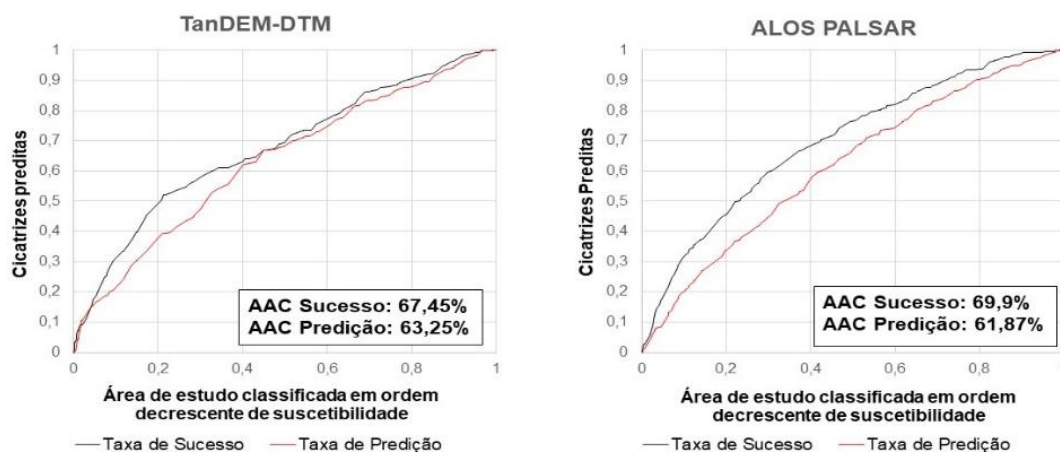 TanDEM-DTM
1
0,9
0,8
0,7
0,6
0,5
0,4
0,3
0,2
0,1
0
0
0,2
0,4
0,6
0,8
1
Cicatrizes preditas
AAC Sucesso: 67,45%
AAC Predição: 63,25%
Área de estudo classificada em ordem
decrescente de suscetibilidade
Taxa de Sucesso
Taxa de Predição
ALOS PALSAR
1
0,9
0,8
0,7
0,6
0,5
0,4
0,3
0,2
0,1
0
0
0,2
0,4
0,6
0,8
Cicatrizes Preditas
AAC Sucesso: 69,9%
AAC Predição: 61,87%
Área de estudo classificada em ordem
decrescente de suscetibilidade
Taxa de Sucesso
Taxa de Predição